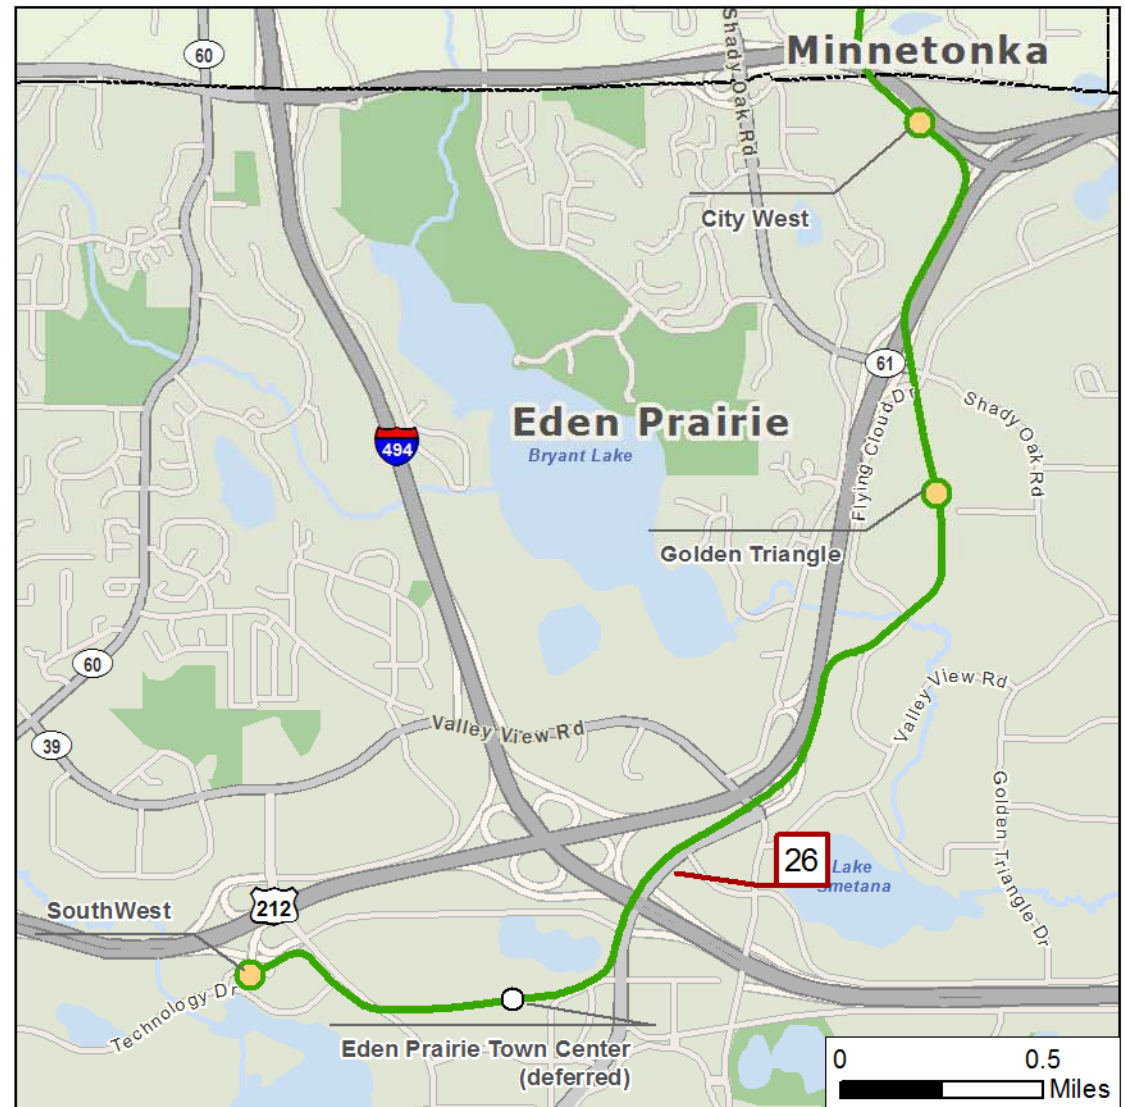 60
Minnetonka
Shady Oak Rd
City West
61
Flying Cloud Dr
Shady Oak Rd
Eden Prairie
Bryant Lake
494
Golden Triangle
60
Valley View Rd
Valley View Rd
39
Golden Triangle Dr
26
Lake
Smetana
SouthWest
212
Technology Dr
Eden Prairie Town Center
(deferred)
0 0.5
Miles